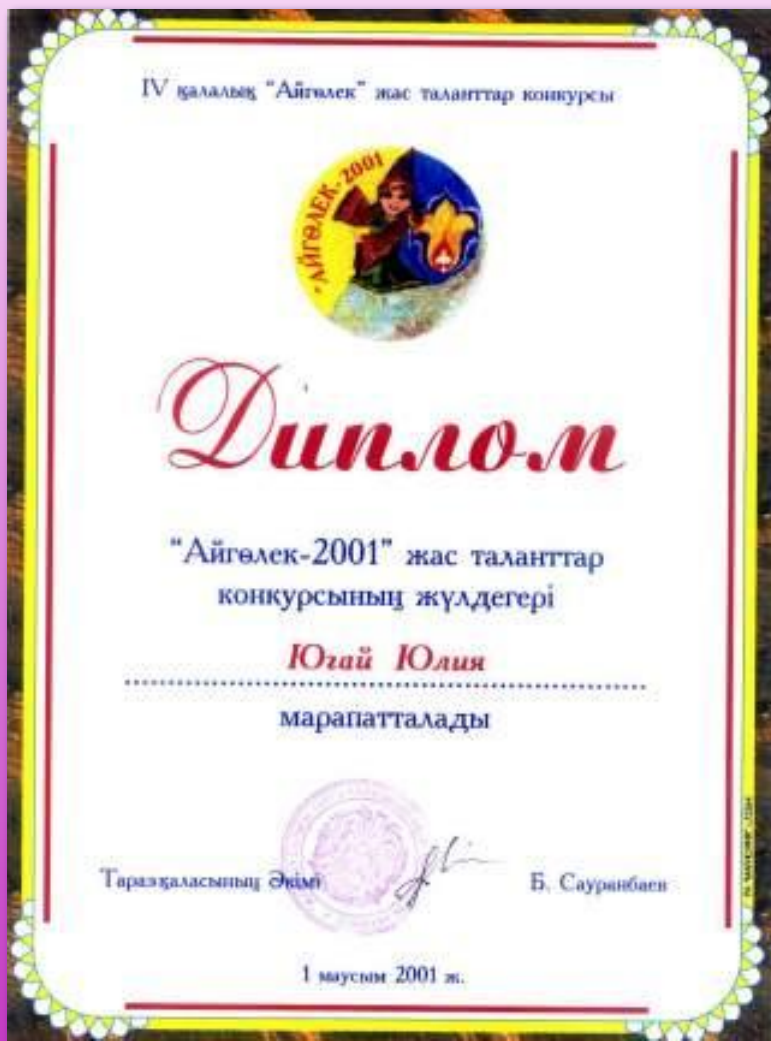 IV қалалық "Айгөлек" жас таланттар конкурсы
"АЙГӨЛЕК-2001
Диплом
"Айгөлек-2001" жас таланттар
конкурсының жүлдегері
Югай Юлия
марапатталады
Тараз қаласының Әкімі
Б. Сауранбаев
1 маусым 2001 ж.